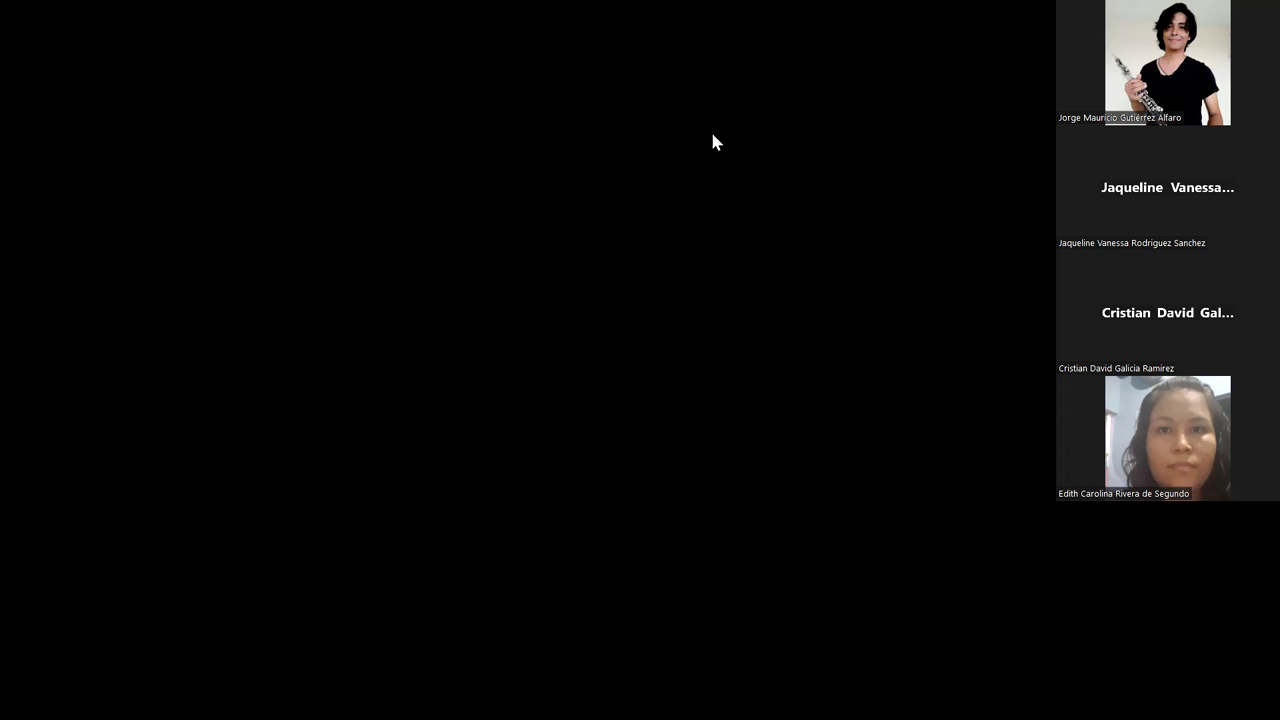 Jorge Mauricio Gutiérrez Alfaro
Jaqueline Vanessa...
Jaqueline Vanessa Rodriguez Sanchez
Cristian David Gal...
Cristian David Galicia Ramirez
Edith Carolina Rivera de Segundo